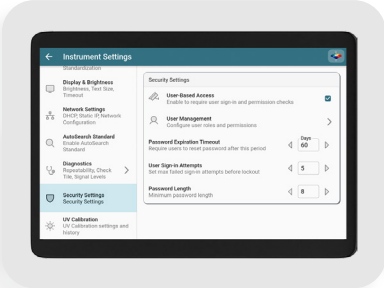 Instrument Settings
Standardization
Display & Brightness
Brightness, Text Size,
Timeout
Network Settings
DHCP, Static IP, Network
Configuration
AutoSearch Standard
Enable AutoSearch
Standard
Diagnostics
Repeatability, Check
Tile, Signal Levels
Security Settings
Security Settings
UV Calibration
UV Calibration settings and
history
Security Settings
User-Based Access
Enable to require user sign-in and permission checks
User Management
Configure user roles and permissions
Password Expiration Timeout
Require users to reset password after this period
Days
60
User Sign-in Attempts
Set max failed sign-in attempts before lockout
5
Password Length
Minimum password length
8